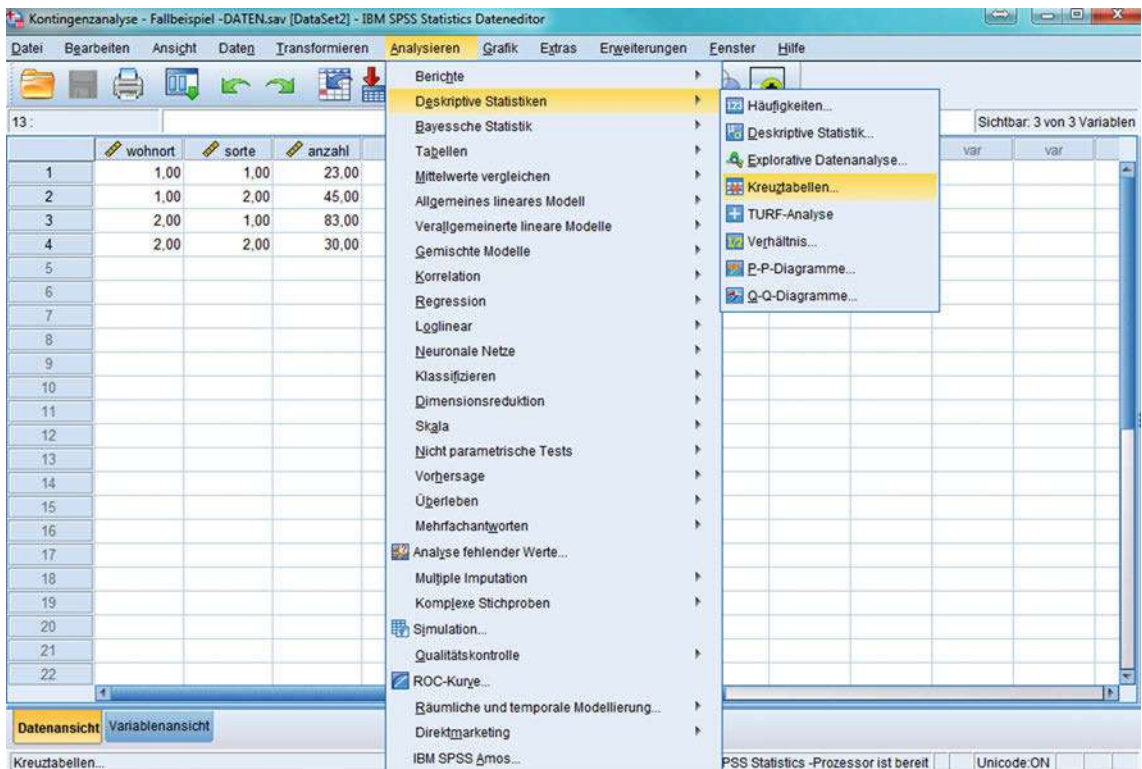 Kontingenzanalyse - Fallbeispiel -DATEN.sav [DataSet2] - IBM SPSS Statistics Dateneditor
Datei Bearbeiten Ansicht Daten Transformieren Analysieren Grafik Extras Erweiterungen Fenster Hilfe
13 :
Sichtbar: 3 von 3 Variablen
wohnort sorte anzahl var var
1 1,00 1,00 23,00
2 1,00 2,00 45,00
3 2,00 1,00 83,00
4 2,00 2,00 30,00
5
6
7
8
9
10
11
12
13
14
15
16
17
18
19
20
21
22
Berichte
Deskriptive Statistiken
Bayessche Statistik
Tabellen
Mittelwerte vergleichen
Allgemeines lineares Modell
Verallgemeinerte lineare Modelle
Gemischte Modelle
Korrelation
Regression
Loglinear
Neuronale Netze
Klassifizieren
Dimensionsreduktion
Skala
Nicht parametrische Tests
Vorhersage
Überleben
Mehrfachantworten
Analyse fehlender Werte...
Multiple Imputation
Komplexe Stichproben
Simulation...
Qualitätskontrolle
ROC-Kurve...
Räumliche und temporale Modellierung...
Direktmarketing
IBM SPSS Amos...
Häufigkeiten...
Deskriptive Statistik...
Explorative Datenanalyse...
Kreuztabellen...
TURF-Analyse
Verhältnis...
P-P-Diagramme...
Q-Q-Diagramme...
Datenansicht Variablenansicht
Kreuztabellen...
PSS Statistics -Prozessor ist bereit
Unicode:ON